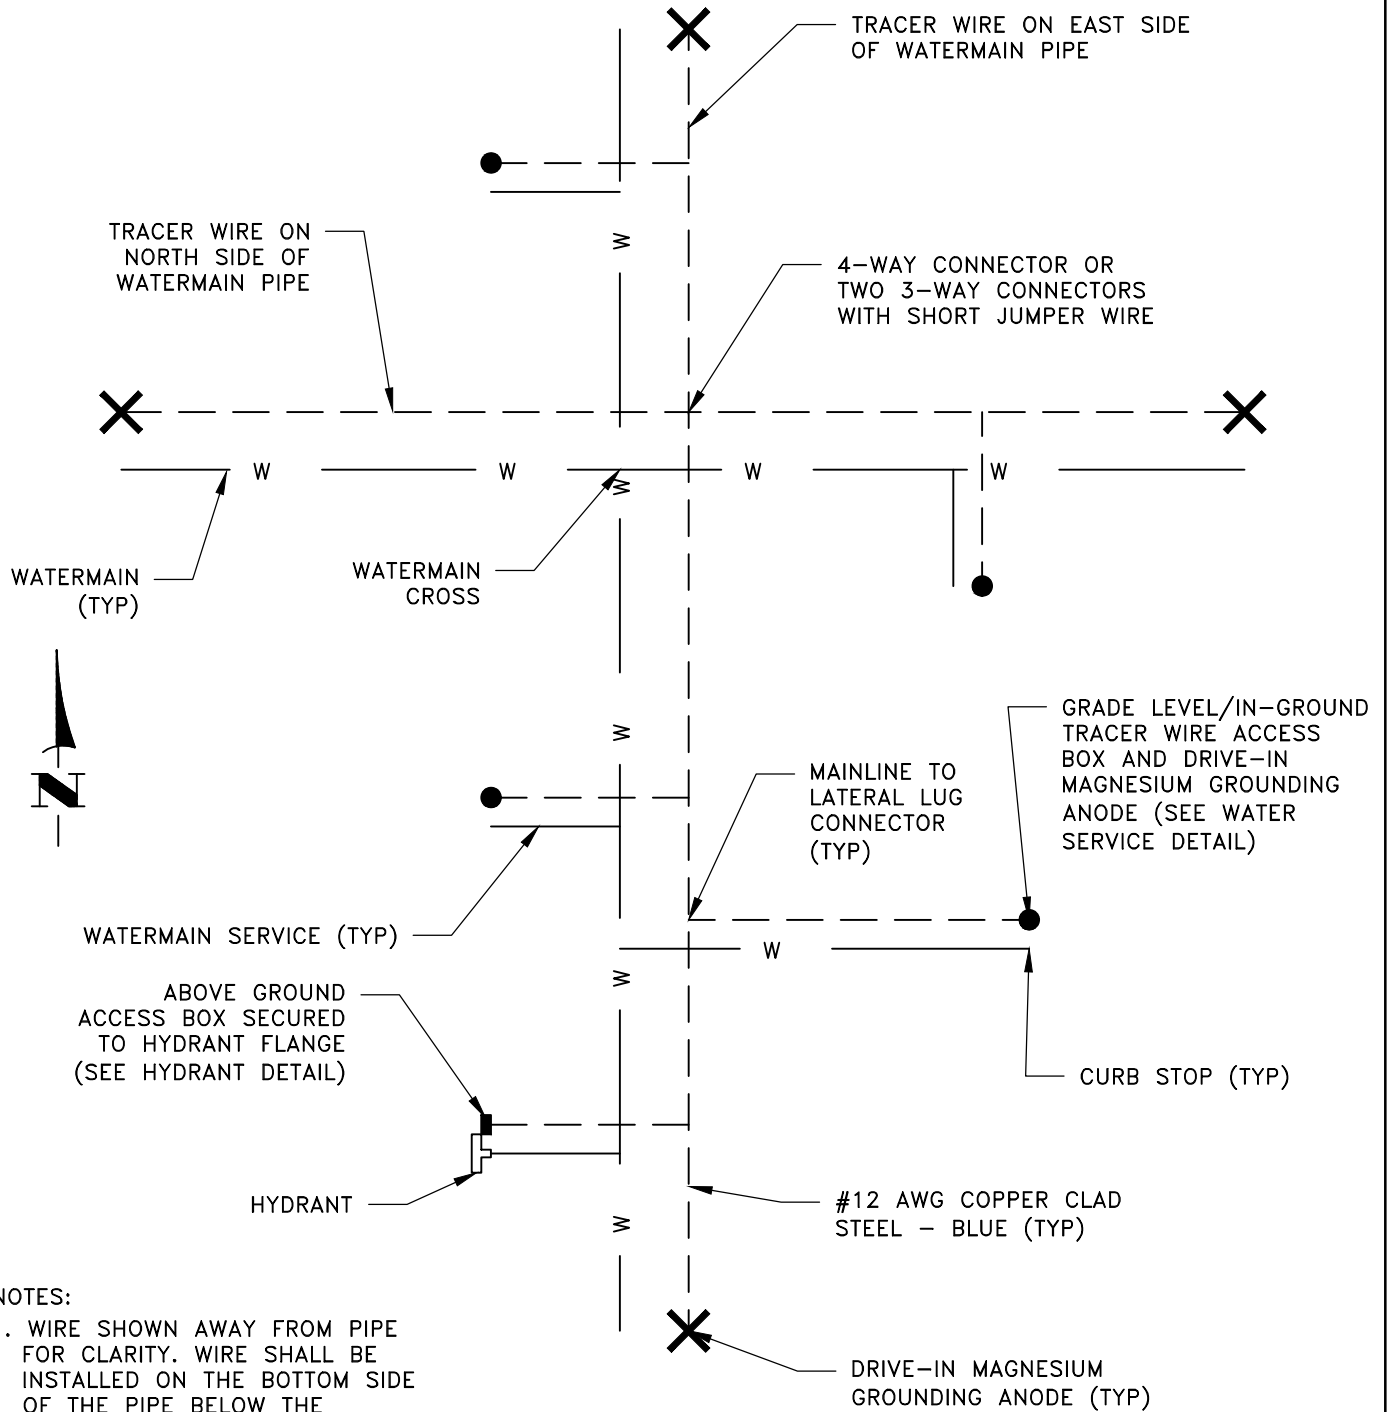 TRACER WIRE ON EAST SIDE
OF WATERMAIN PIPE
TRACER WIRE ON
NORTH SIDE OF
WATERMAIN PIPE
W
4-WAY CONNECTOR OR
TWO 3-WAY CONNECTORS
WITH SHORT JUMPER WIRE
W
W
W
W
W
WATERMAIN
(TYP)
WATERMAIN
CROSS
N
W
GRADE LEVEL/IN-GROUND
TRACER WIRE ACCESS
BOX AND DRIVE-IN
MAGNESIUM GROUNDING
ANODE (SEE WATER
SERVICE DETAIL)
MAINLINE TO
LATERAL LUG
CONNECTOR
(TYP)
WATERMAIN SERVICE (TYP)
W
W
ABOVE GROUND
ACCESS BOX SECURED
TO HYDRANT FLANGE
(SEE HYDRANT DETAIL)
CURB STOP (TYP)
HYDRANT
#12 AWG COPPER CLAD
STEEL - BLUE (TYP)
W
NOTES:
. WIRE SHOWN AWAY FROM PIPE
FOR CLARITY. WIRE SHALL BE
INSTALLED ON THE BOTTOM SIDE
OF THE PIPE BELOW THE
DRIVE-IN MAGNESIUM
GROUNDING ANODE (TYP)